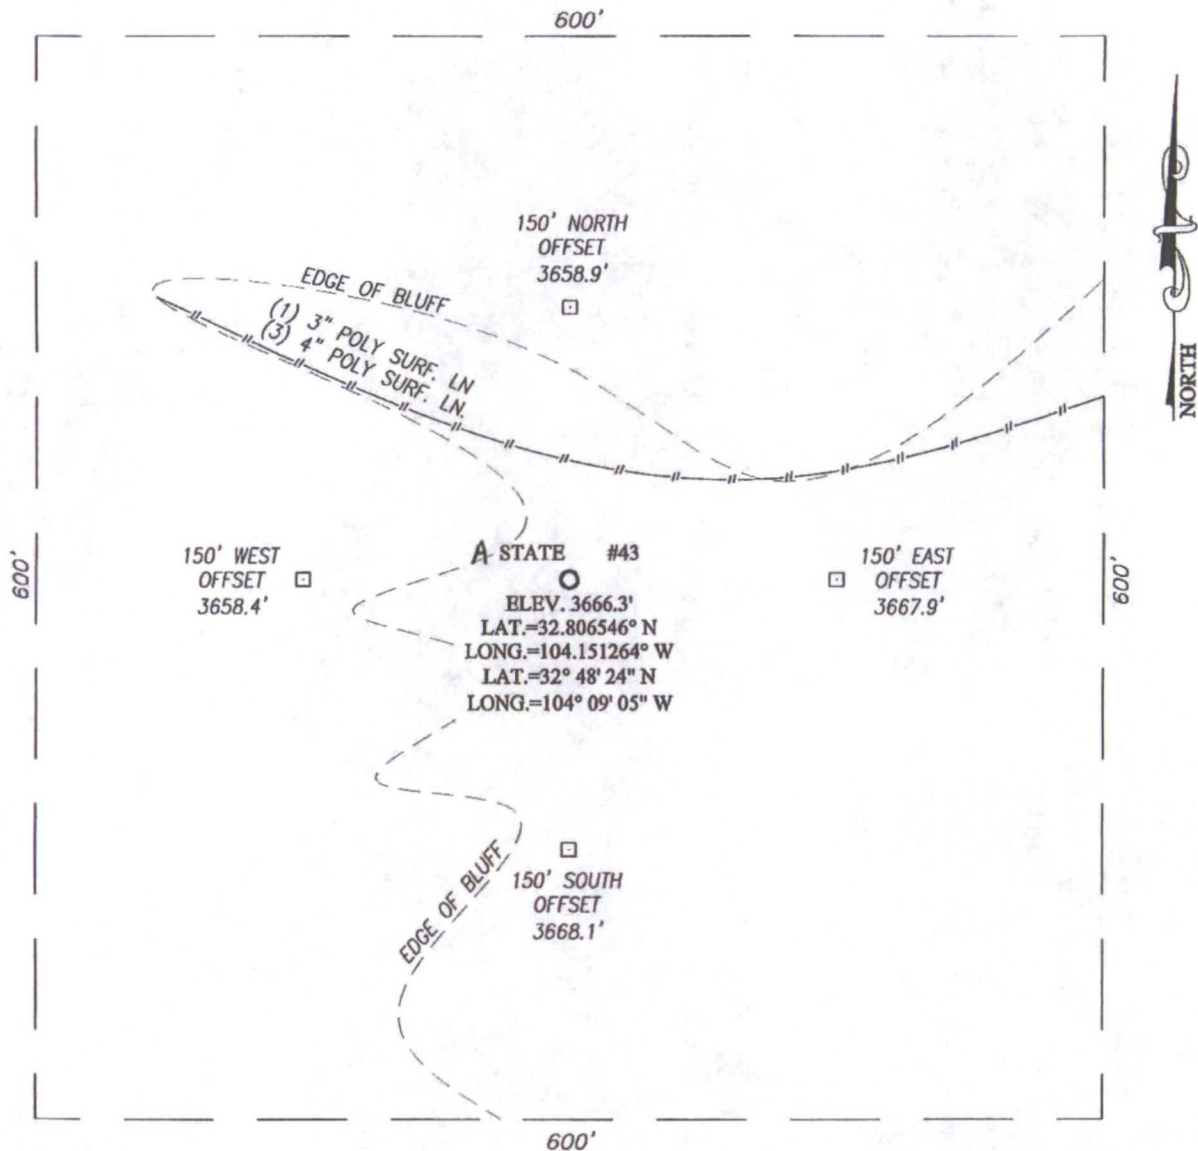 600'
150' NORTH
OFFSET
3658.9'
EDGE OF BLUFF
(1) 3" POLY SURF. LN
(3) 4" POLY SURF. LN.
NORTH
600'
150' WEST
OFFSET
3658.4'
A STATE #43
ELEV. 3666.3'
LAT.=32.806546° N
LONG.=104.151264° W
LAT.=32° 48' 24" N
LONG.=104° 09' 05" W
150' EAST
OFFSET
3667.9'
600'
EDGE OF BLUFF
150' SOUTH
OFFSET
3668.1'
600'